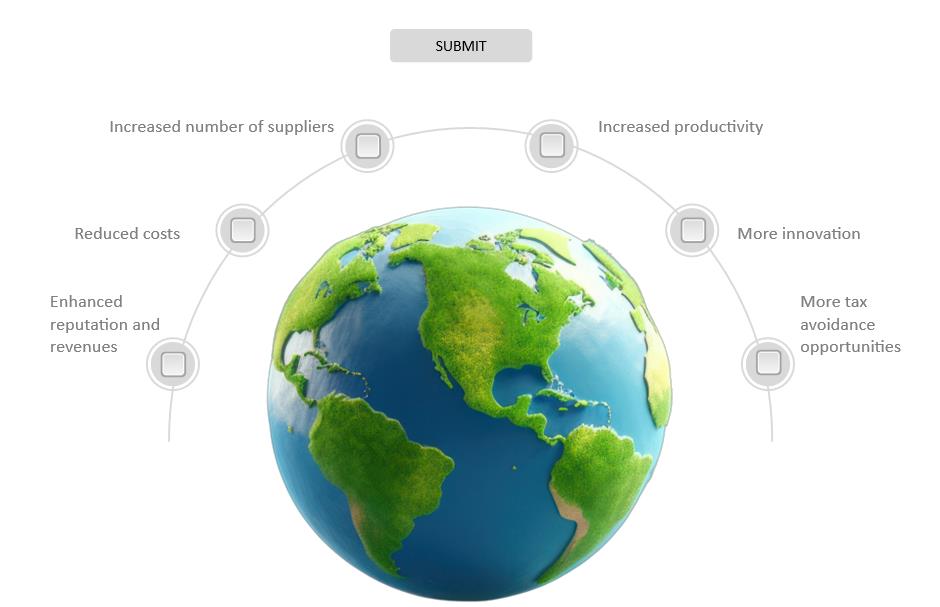 SUBMIT
Increased number of suppliers
Increased productivity
Reduced costs
More innovation
Enhanced
reputation and
revenues
More tax
avoidance
opportunities